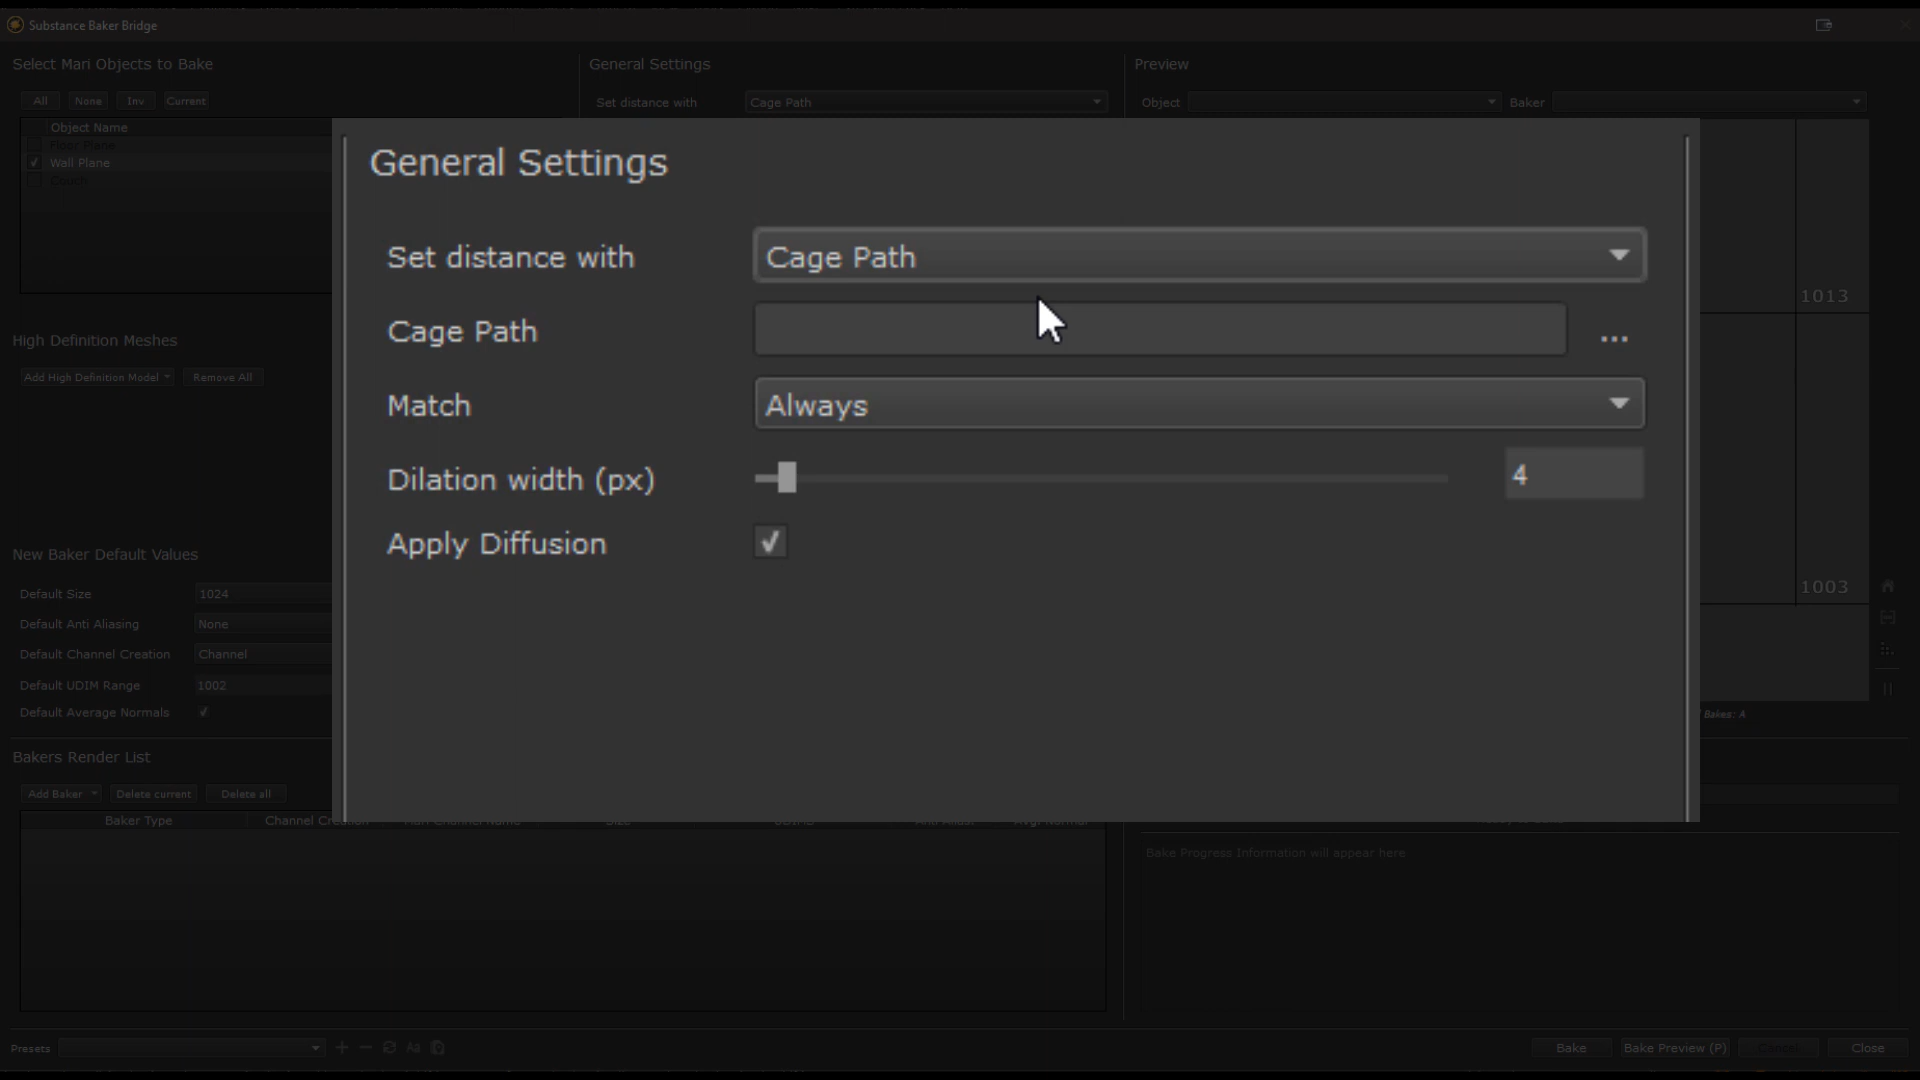 Substance Baker Bridge
Select Mari Objects to Bake
General Settings
Preview
All
None
Inv
Current
Set distance with
Cage Path
Object
Baker
Object Name
Floor Plane
Wall Plane
Couch
General Settings
Set distance with
Cage Path
Cage Path
...
Match
Always
Dilation width (px)
4
Apply Diffusion
1013
1003
High Definition Meshes
Add High Definition Model
Remove All
New Baker Default Values
Default Size
1024
Default Anti Aliasing
None
Default Channel Creation
Channel
Default UDIM Range
1002
Default Average Normals
Bakes: A
Bakers Render List
Add Baker
Delete current
Delete all
Baker Type
Bake Progress Information will appear here
Presets
Aa
Bake
Bake Preview (P)
Close